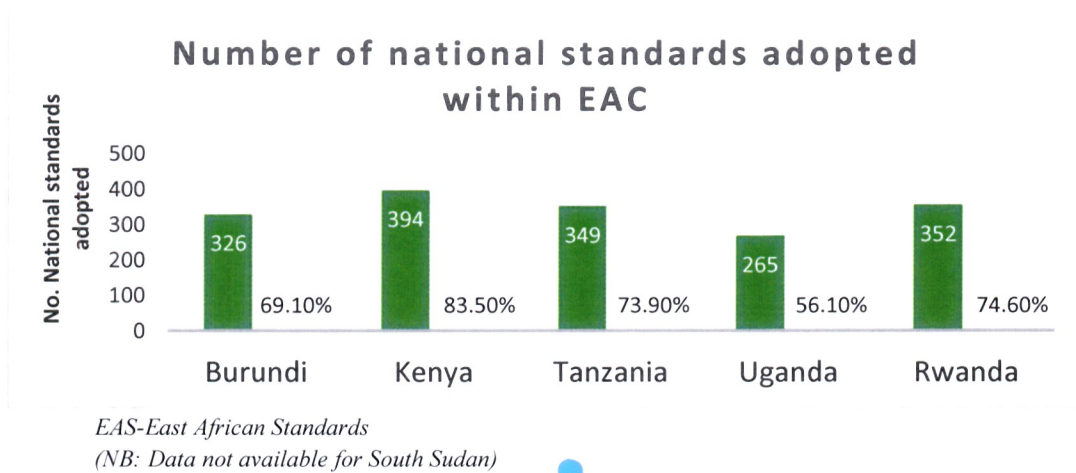 Number of national standards adopted
within EAC
No. National standards
adopted
500
400
300
200
100
0
326
69.10%
394
83.50%
349
73.90%
265
56.10%
352
74.60%
Burundi
Kenya
Tanzania
Uganda
Rwanda
EAS-East African Standards
(NB: Data not available for South Sudan)